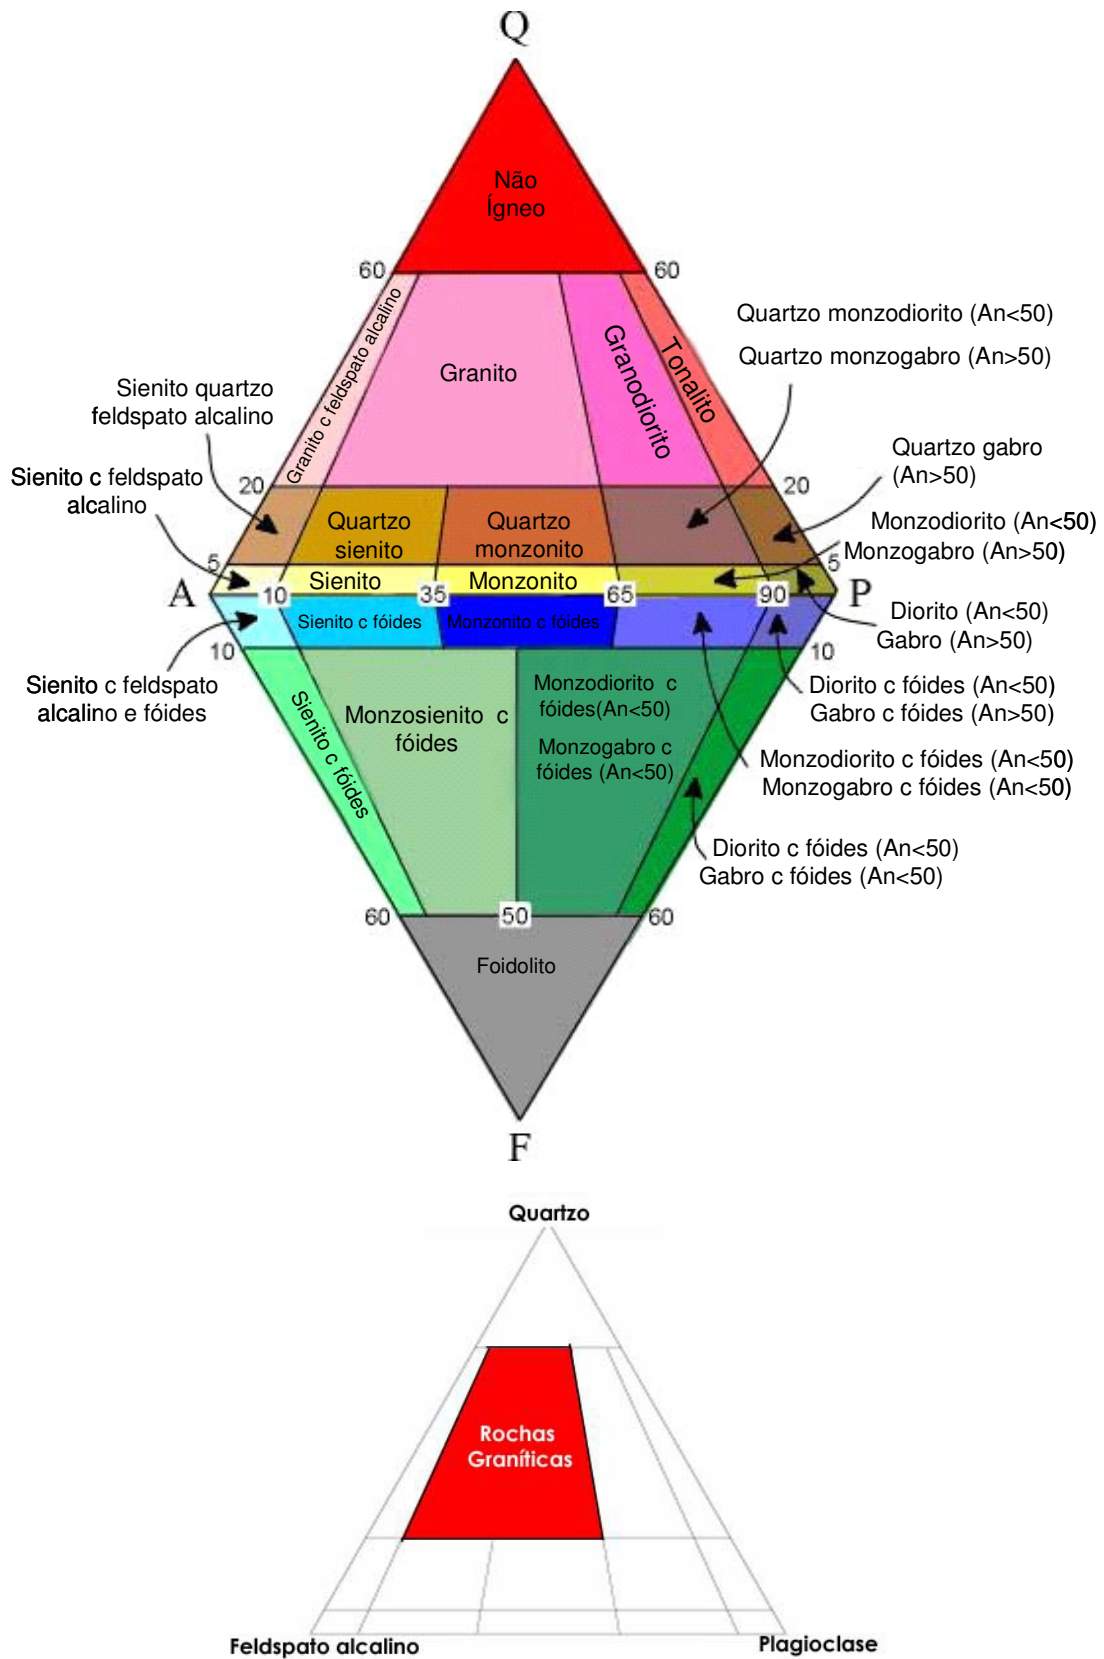 Q
Não
Ígneo
60
60
Granito c feldspato alcalino
Granito
Granodiorito
Tonalito
Quartzo monzodiorito (An<50)
Quartzo monzogabro (An>50)
Sienito quartzo
feldspato alcalino
Quartzo gabro
(An>50)
Sienito c feldspato
alcalino
20
20
Quartzo
sienito
Quartzo
monzonito
Monzodiorito (An<50)
Monzogabro (An>50)
5
5
Sienito
Monzonito
A
10
35
65
90
P
Diorito (An<50)
Gabro (An>50)
Sienito c fóides
Monzonito c fóides
10
10
Sienito c feldspato
alcalino e fóides
Sienito c fóides
Monzosienito c
fóides
Monzodiorito c
fóides(An<50)
Monzogabro c
fóides (An<50)
Diorito c fóides (An<50)
Gabro c fóides (An>50)
Monzodiorito c fóides (An<50)
Monzogabro c fóides (An<50)
Diorito c fóides (An<50)
Gabro c fóides (An<50)
60
50
60
Foidolito
F
Quartzo
Rochas
Graníticas
Feldspato alcalino
Plagioclase